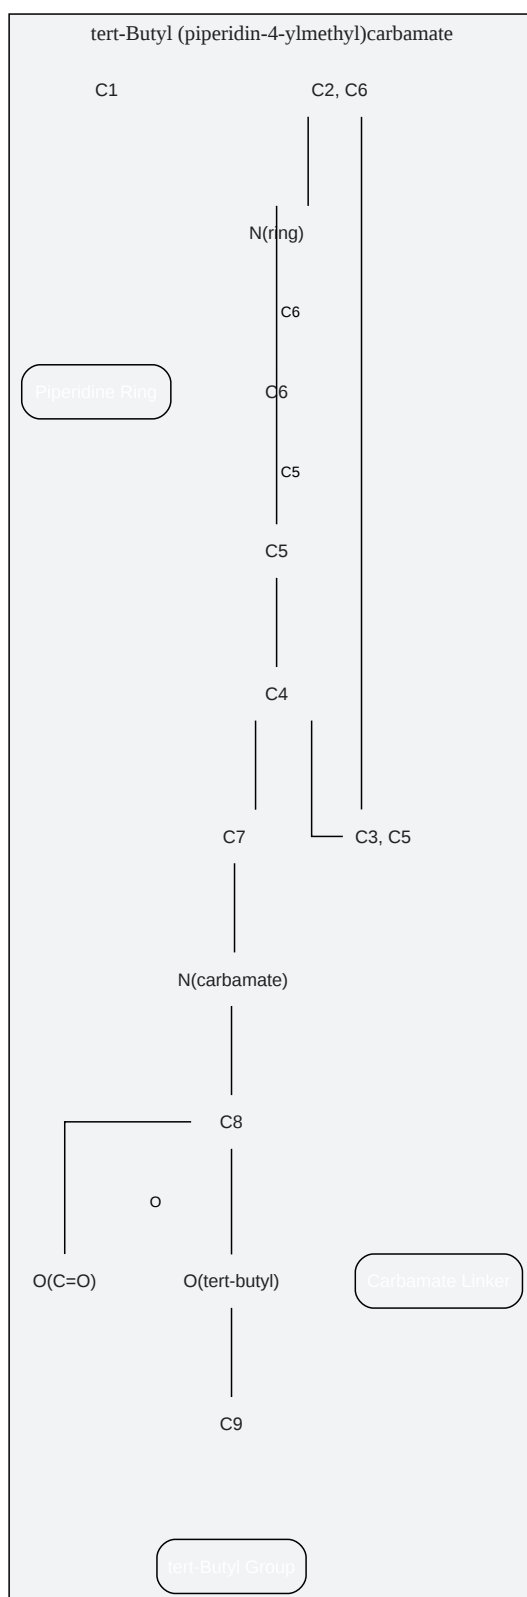 tert-Butyl (piperidin-4-ylmethyl)carbamate
C1
C2, C6
N(ring)
C6
Piperidine Ring
C6
C5
C5
C4
C7
C3, C5
N(carbamate)
C8
O
O(C=O)
O(tert-butyl)
Carbamate Linker
C9
tert-Butyl Group